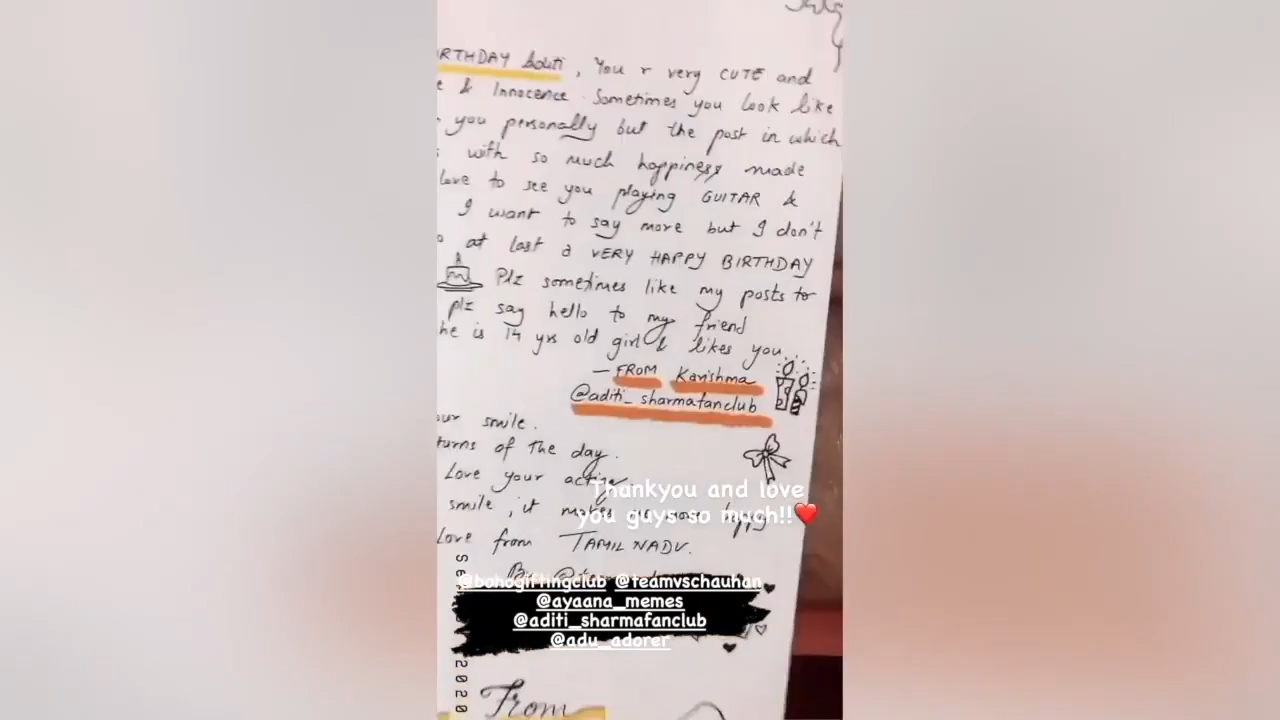 RTHDAY Aditi, You r very CUTE and
e & Innocence. Sometimes you look like
you personally but the post in which
with so much happiness made
love to see you playing GUITAR &
I want to say more but I don't
o at last a VERY HAPPY BIRTHDAY
Plz sometimes like my posts to
plz say hello to my friend
he is 14 yrs old girl & likes you
— FROM Karishma
@aditi_sharmafanclub
our smile.
turns of the day.
Love your acting
Thankyou and love
smile, it makes us more
you guys so much!!❤️
Love from TAMIL NADU.
@bohogiftingclub @teamvschauhan
@ayaana_memes
@aditi_sharmafanclub
@adu_adorer
2020
From